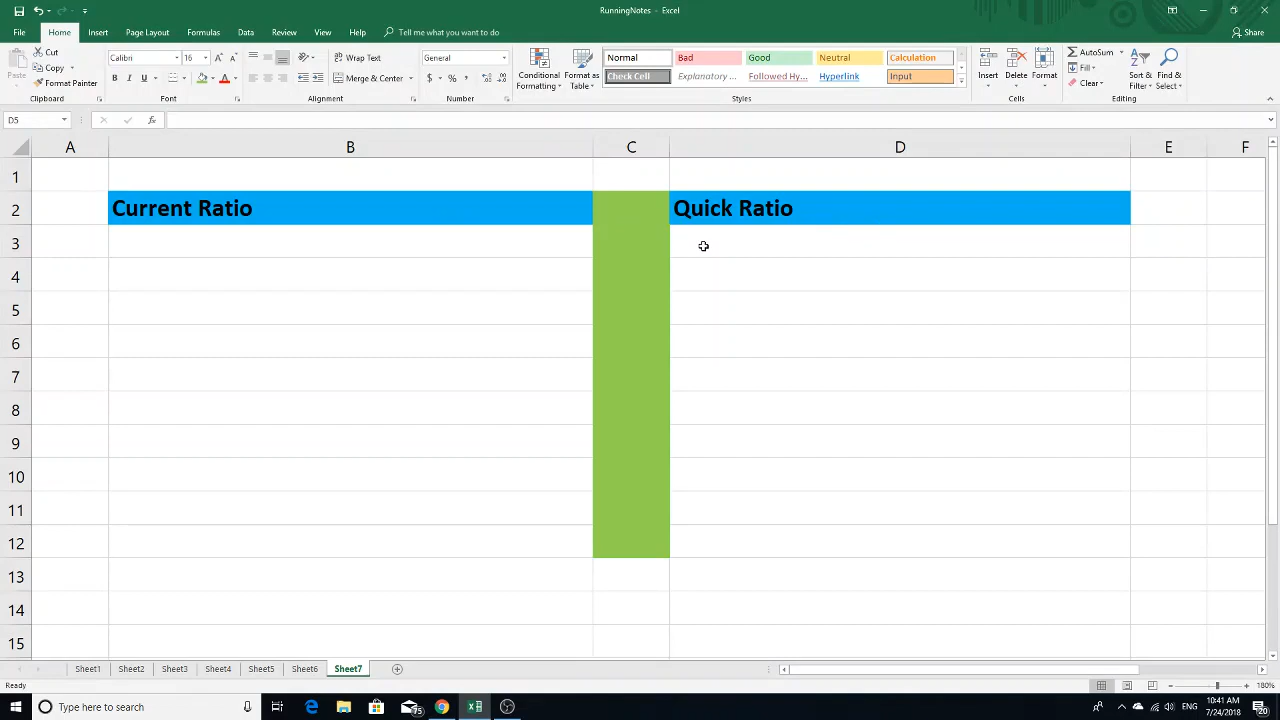 RunningNotes - Excel
File Home Insert Page Layout Formulas Data Review View Help Tell me what you want to do Share
Cut
Copy
Format Painter
Paste
Clipboard
Calibri 16
B I U
Font
Merge & Center
Alignment
General
$ %
Number
Conditional Formatting
Format as Table
Normal Bad Good Neutral Calculation
Check Cell Explanatory ... Followed Hy... Hyperlink Input
Styles
Insert Delete Format
Cells
AutoSum
Fill
Clear
Sort & Filter
Find & Select
Editing
D5 fx
A B C D E F
1
2 Current Ratio Quick Ratio
3
4
5
6
7
8
9
10
11
12
13
14
15
Sheet1 Sheet2 Sheet3 Sheet4 Sheet5 Sheet6 Sheet7
Ready 180%
Type here to search
75
10:41 AM
7/24/2018
20